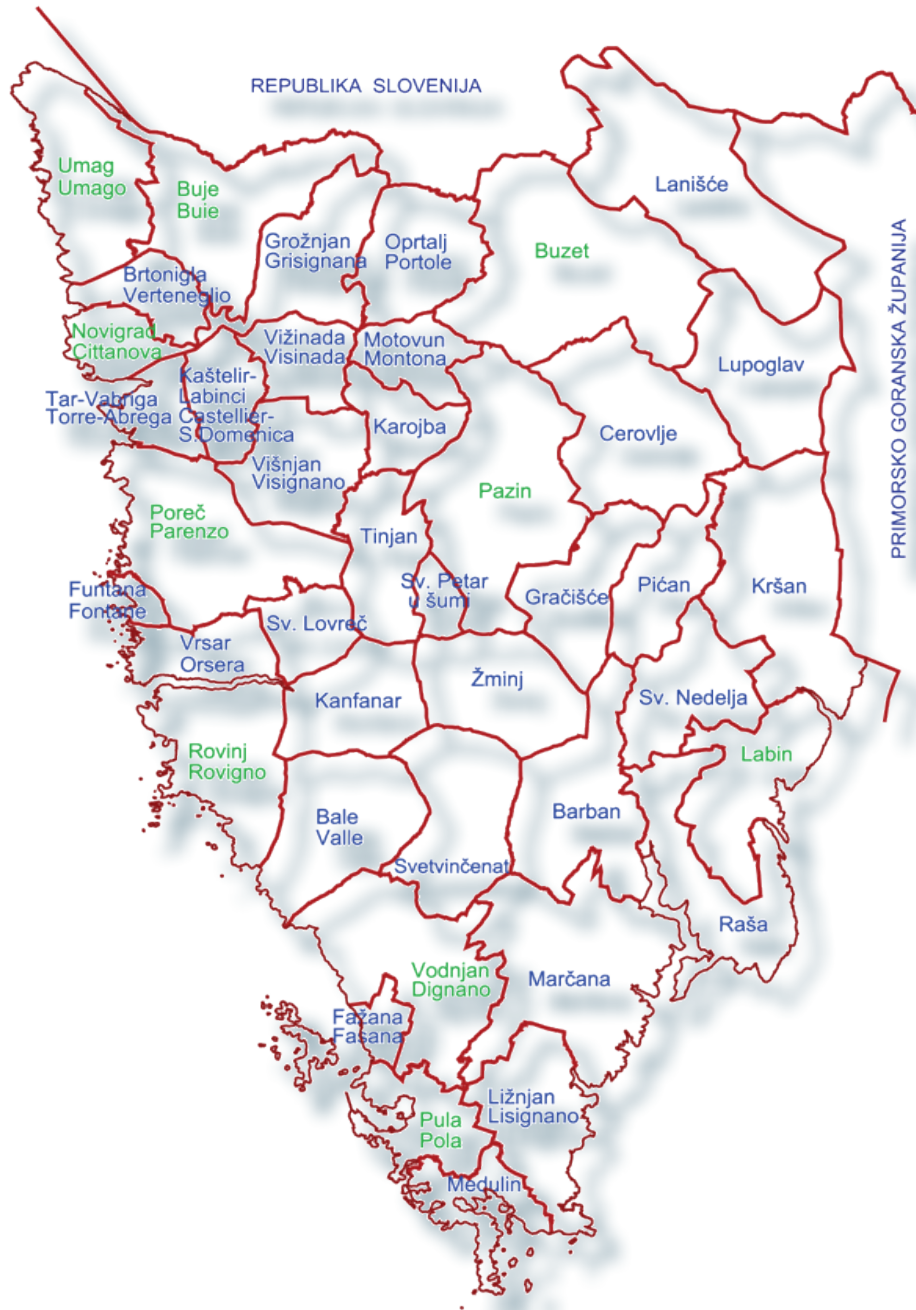 REPUBLIKA SLOVENIJA
Umag
Umago
Buje
Buie
Lanišće
Grožnjan
Grisignana
Oprtalj
Portole
Buzet
Brtonigla
Verteneglio
Novigrad
Cittanova
Vižinada
Visinada
Motovun
Montona
Lupoglav
PRIMORSKO GORANSKA ŽUPANIJA
Tar-Vabriga
Torre-Abrega
Kaštelir-
Labinci
Castellier-
S.Domenica
Karojba
Cerovlje
Višnjan
Visignano
Pazin
Poreč
Parenzo
Tinjan
Funtana
Fontane
Sv. Petar
u šumi
Gračišće
Pićan
Kršan
Vrsar
Orsera
Sv. Lovreč
Kanfanar
Žminj
Sv. Nedelja
Rovinj
Rovigno
Labin
Bale
Valle
Barban
Svetvinčenat
Raša
Vodnjan
Dignano
Marčana
Fažana
Fasana
Ližnjan
Lisignano
Pula
Pola
Medulin